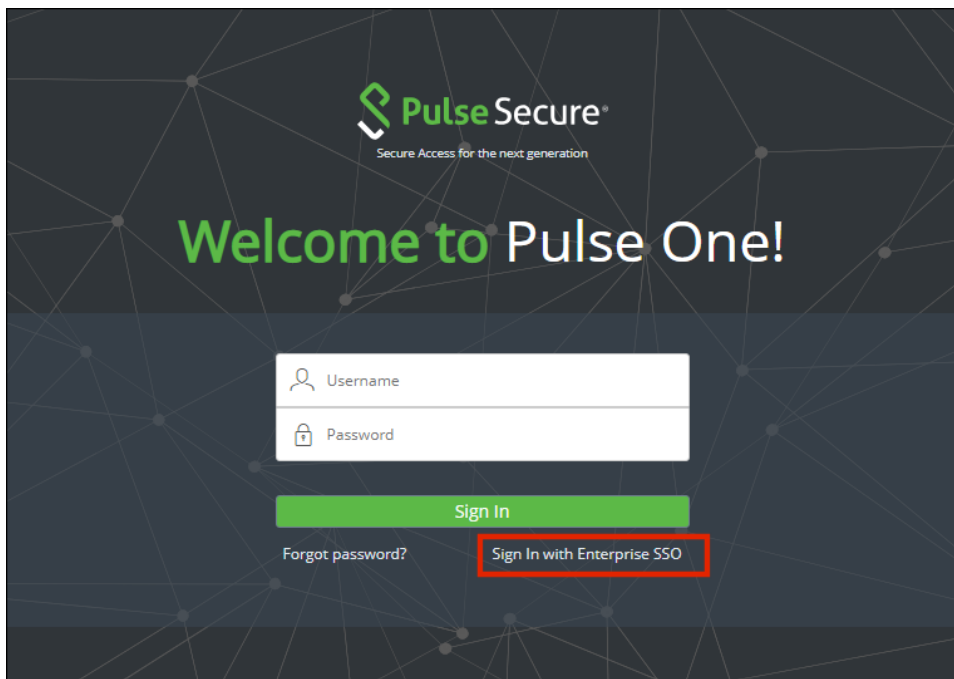 Pulse Secure®
Secure Access for the next generation
Welcome to Pulse One!
Username
Password
Sign In
Forgot password? Sign In with Enterprise SSO